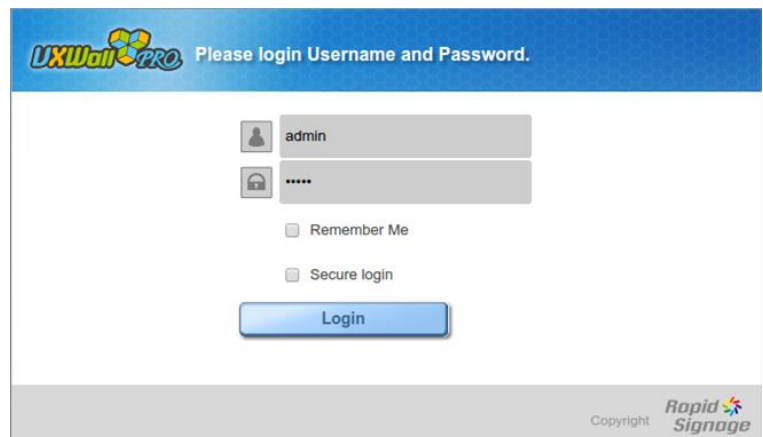 UXWall PRO Please login Username and Password.
admin
•••••
Remember Me
Secure login
Login
Copyright Rapid Signage